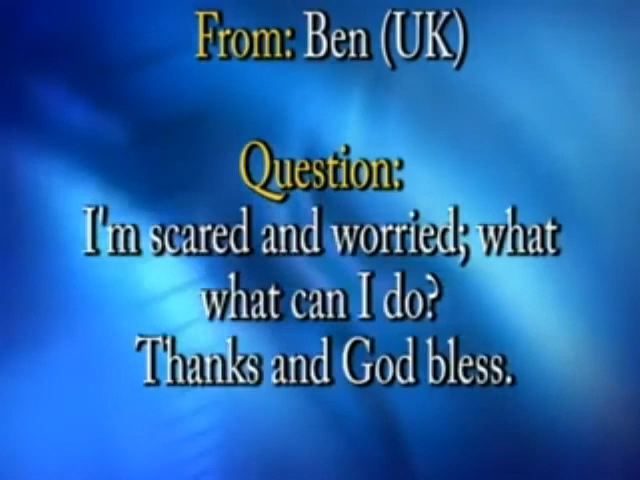 From: Ben (UK)
Question:
I'm scared and worried; what
what can I do?
Thanks and God bless.